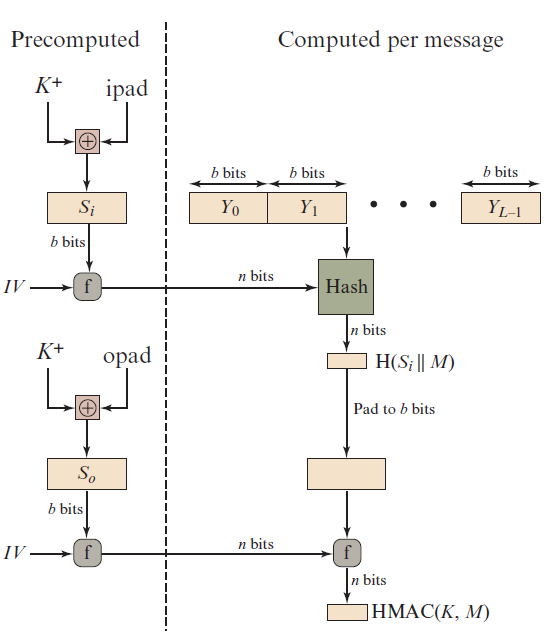 Precomputed
Computed per message
K+
ipad
⊕
b bits
b bits
b bits
Sᵢ
Y₀
Y₁
• • •
Y_L–1
b bits
n bits
IV
f
Hash
n bits
K+
opad
H(Sᵢ || M)
⊕
Pad to b bits
Sₒ
b bits
n bits
IV
f
f
n bits
HMAC(K, M)